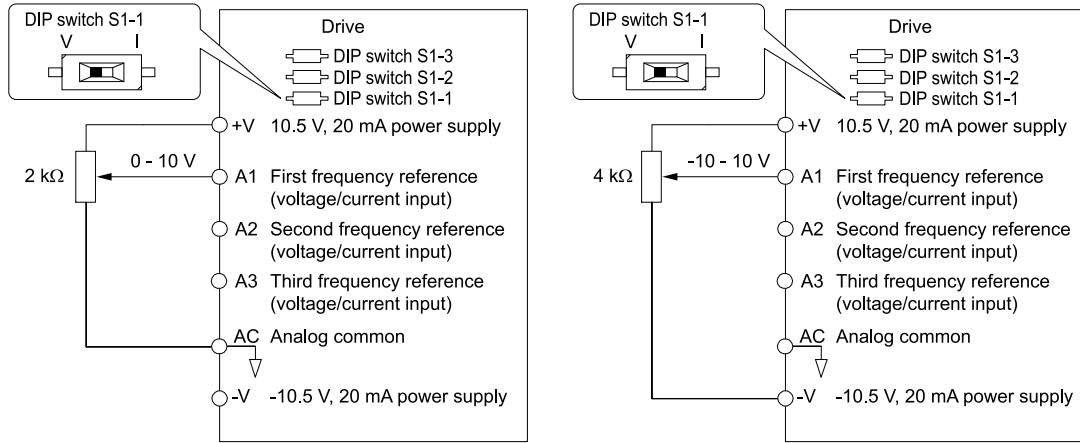 DIP switch S1-1
V I
Drive
DIP switch S1-3
DIP switch S1-2
DIP switch S1-1
+V 10.5 V, 20 mA power supply
2 kΩ
0 - 10 V
A1 First frequency reference
(voltage/current input)
A2 Second frequency reference
(voltage/current input)
A3 Third frequency reference
(voltage/current input)
AC Analog common
-V -10.5 V, 20 mA power supply
DIP switch S1-1
V I
Drive
DIP switch S1-3
DIP switch S1-2
DIP switch S1-1
+V 10.5 V, 20 mA power supply
4 kΩ
-10 - 10 V
A1 First frequency reference
(voltage/current input)
A2 Second frequency reference
(voltage/current input)
A3 Third frequency reference
(voltage/current input)
AC Analog common
-V -10.5 V, 20 mA power supply